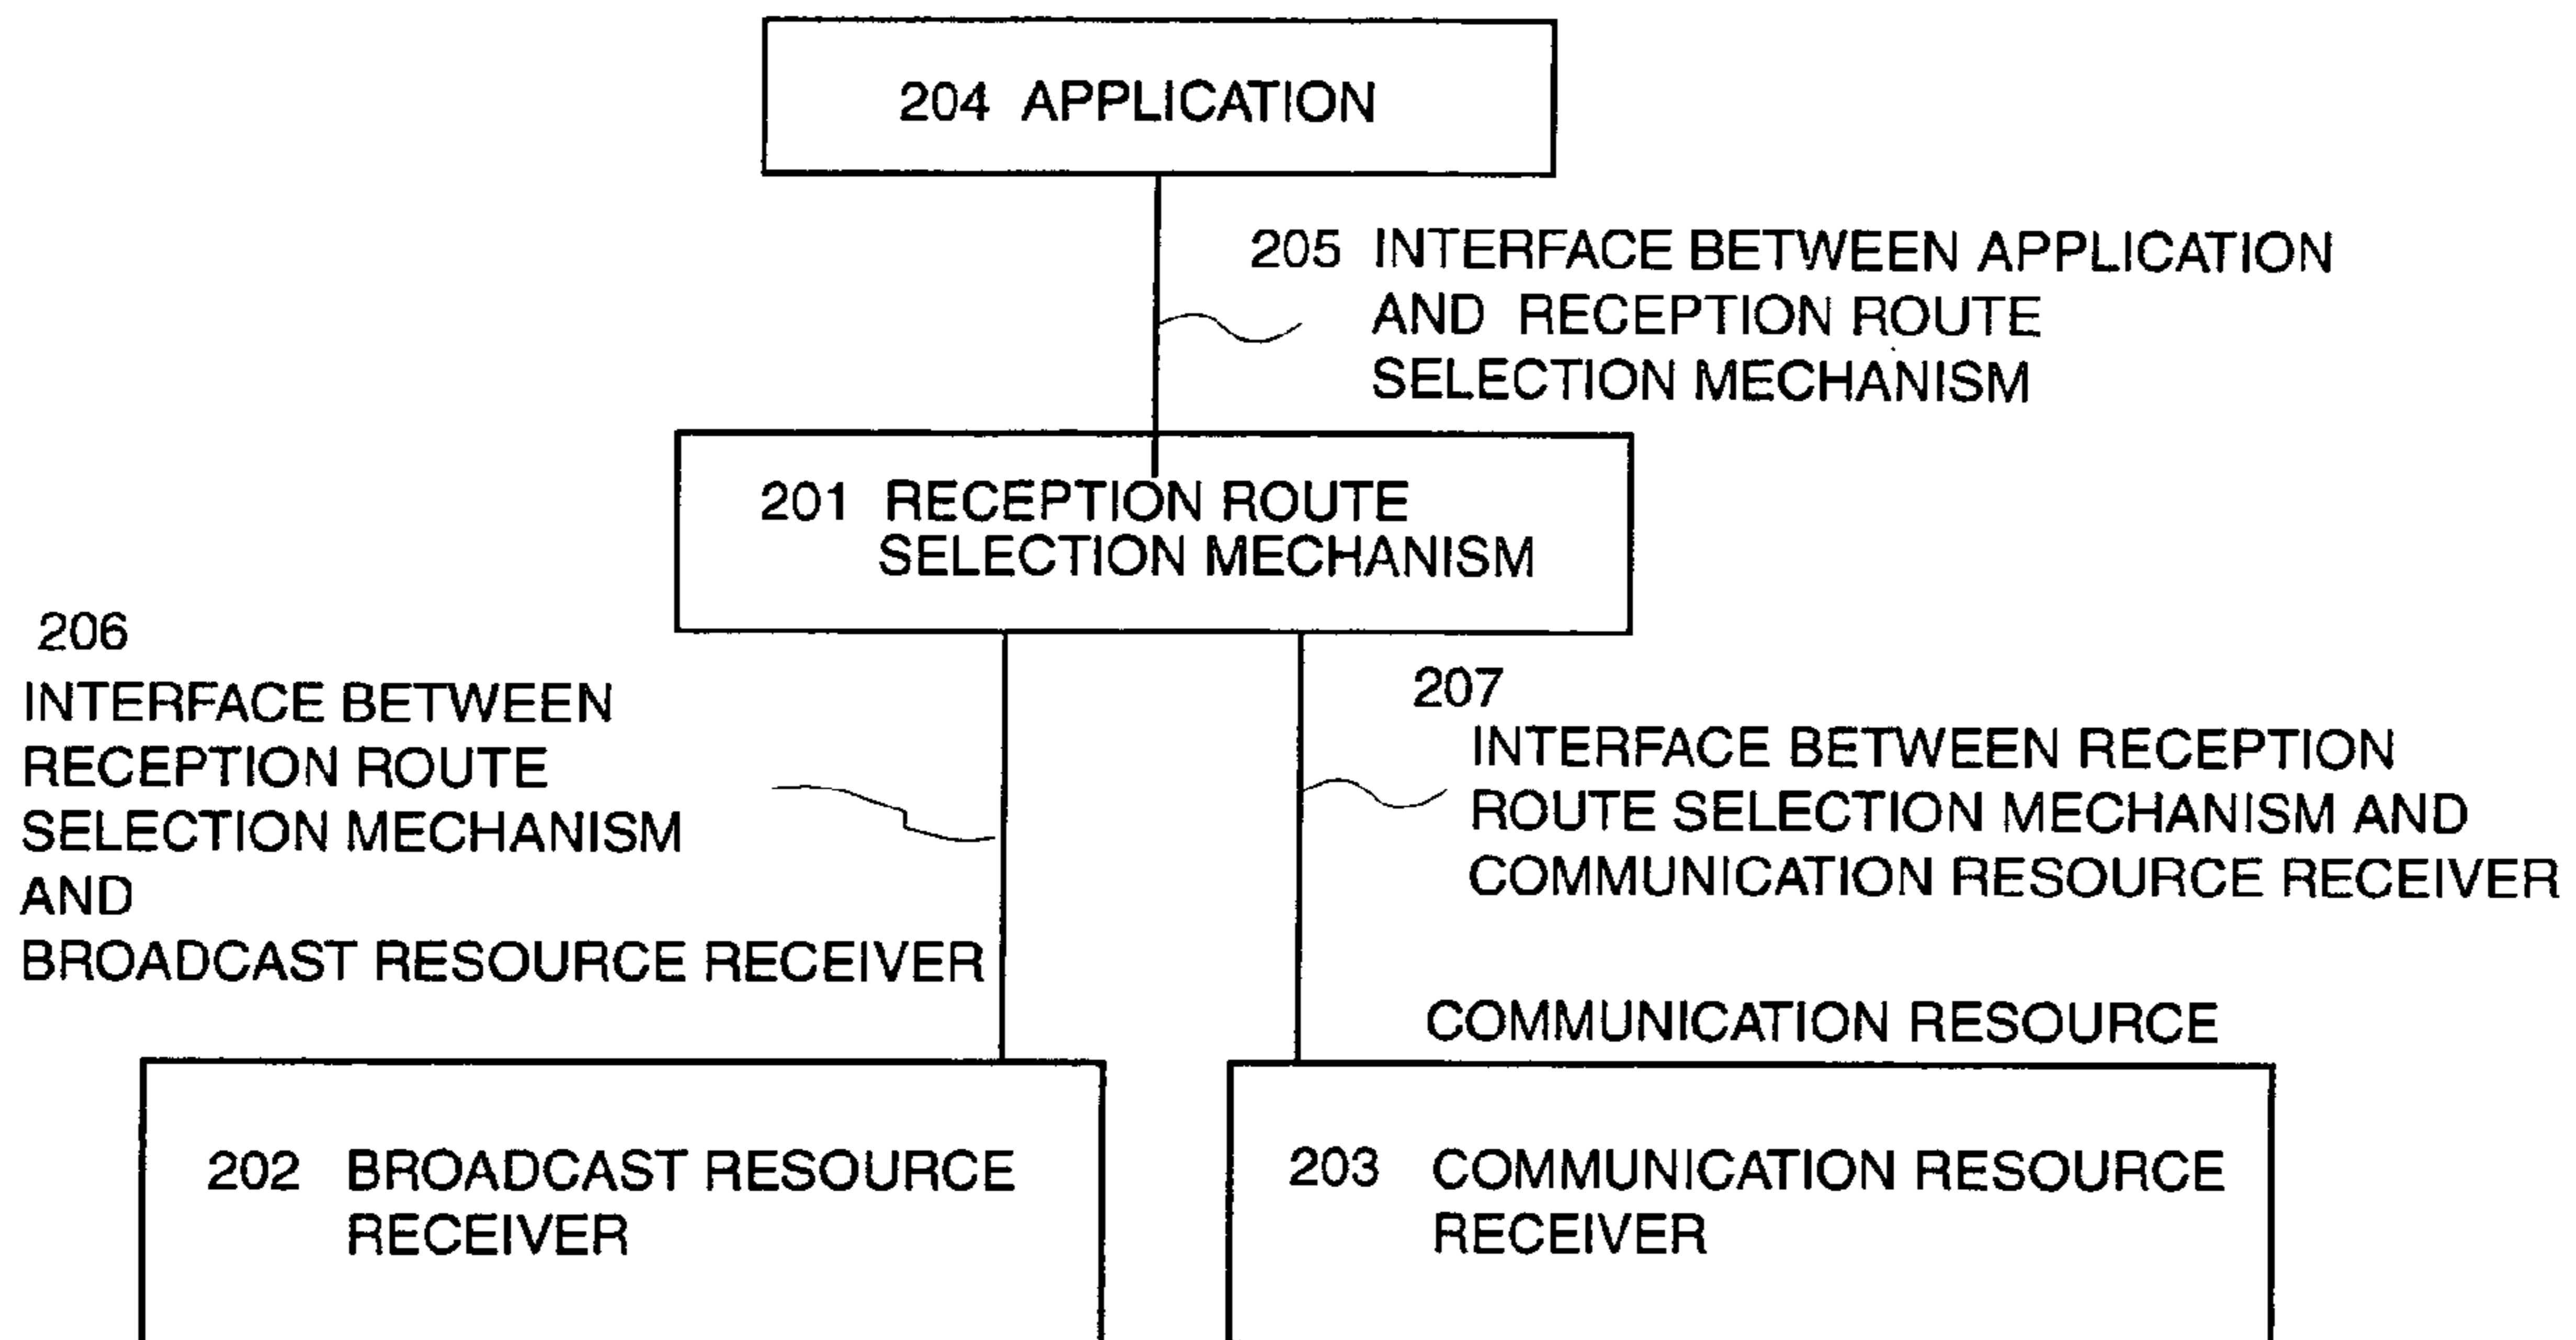 204 APPLICATION
205 INTERFACE BETWEEN APPLICATION
AND RECEPTION ROUTE
SELECTION MECHANISM
201 RECEPTION ROUTE
SELECTION MECHANISM
206
INTERFACE BETWEEN
RECEPTION ROUTE
SELECTION MECHANISM
AND
BROADCAST RESOURCE RECEIVER
207
INTERFACE BETWEEN RECEPTION
ROUTE SELECTION MECHANISM AND
COMMUNICATION RESOURCE RECEIVER
COMMUNICATION RESOURCE
202 BROADCAST RESOURCE
RECEIVER
203 COMMUNICATION RESOURCE
RECEIVER